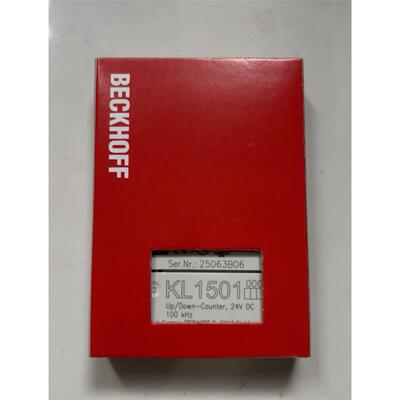 BECKHOFF
Ser.Nr.: 25063B06
KL1501
Up/Down-Counter, 24V DC
100 kHz